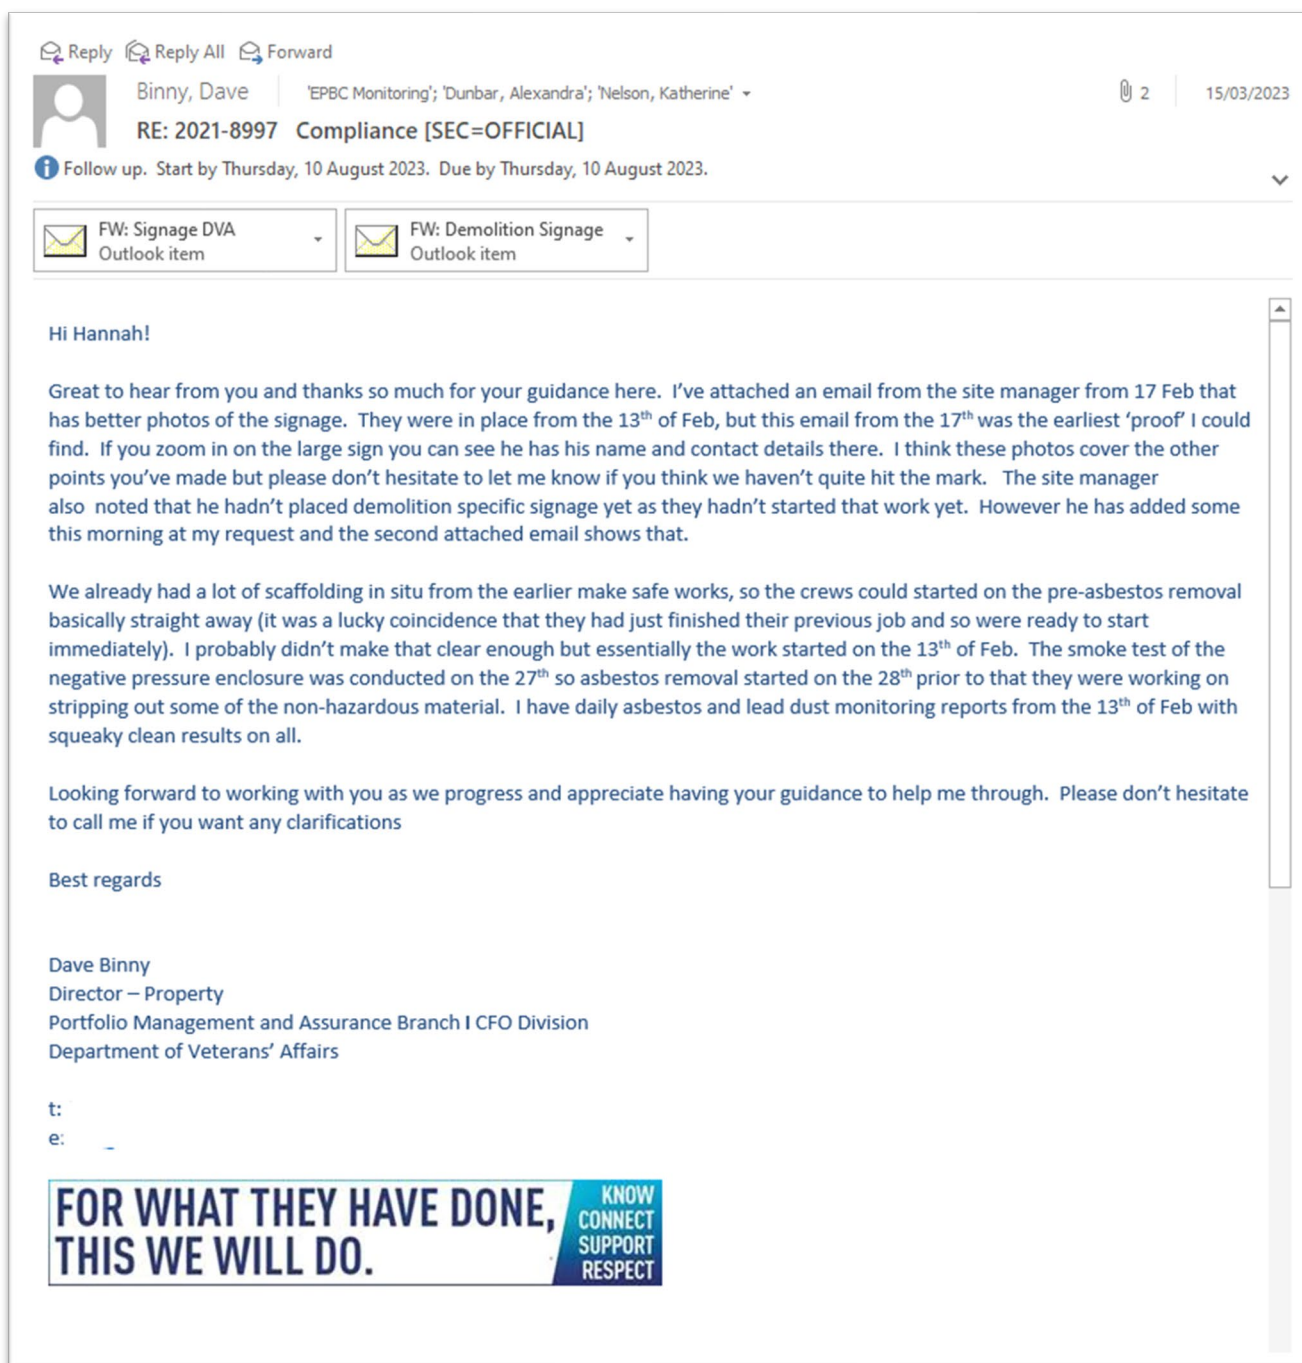 Reply Reply All Forward
Binny, Dave 'EPBC Monitoring'; 'Dunbar, Alexandra'; 'Nelson, Katherine' 2 15/03/2023
RE: 2021-8997 Compliance [SEC=OFFICIAL]
Follow up. Start by Thursday, 10 August 2023. Due by Thursday, 10 August 2023.
FW: Signage DVA
Outlook item
FW: Demolition Signage
Outlook item
Hi Hannah!
Great to hear from you and thanks so much for your guidance here. I've attached an email from the site manager from 17 Feb that
has better photos of the signage. They were in place from the 13th of Feb, but this email from the 17th was the earliest 'proof' I could
find. If you zoom in on the large sign you can see he has his name and contact details there. I think these photos cover the other
points you've made but please don't hesitate to let me know if you think we haven't quite hit the mark. The site manager
also noted that he hadn't placed demolition specific signage yet as they hadn't started that work yet. However he has added some
this morning at my request and the second attached email shows that.
We already had a lot of scaffolding in situ from the earlier make safe works, so the crews could started on the pre-asbestos removal
basically straight away (it was a lucky coincidence that they had just finished their previous job and so were ready to start
immediately). I probably didn't make that clear enough but essentially the work started on the 13th of Feb. The smoke test of the
negative pressure enclosure was conducted on the 27th so asbestos removal started on the 28th prior to that they were working on
stripping out some of the non-hazardous material. I have daily asbestos and lead dust monitoring reports from the 13th of Feb with
squeaky clean results on all.
Looking forward to working with you as we progress and appreciate having your guidance to help me through. Please don't hesitate
to call me if you want any clarifications
Best regards
Dave Binny
Director – Property
Portfolio Management and Assurance Branch I CFO Division
Department of Veterans' Affairs
t:
e:
FOR WHAT THEY HAVE DONE,
THIS WE WILL DO.
KNOW
CONNECT
SUPPORT
RESPECT